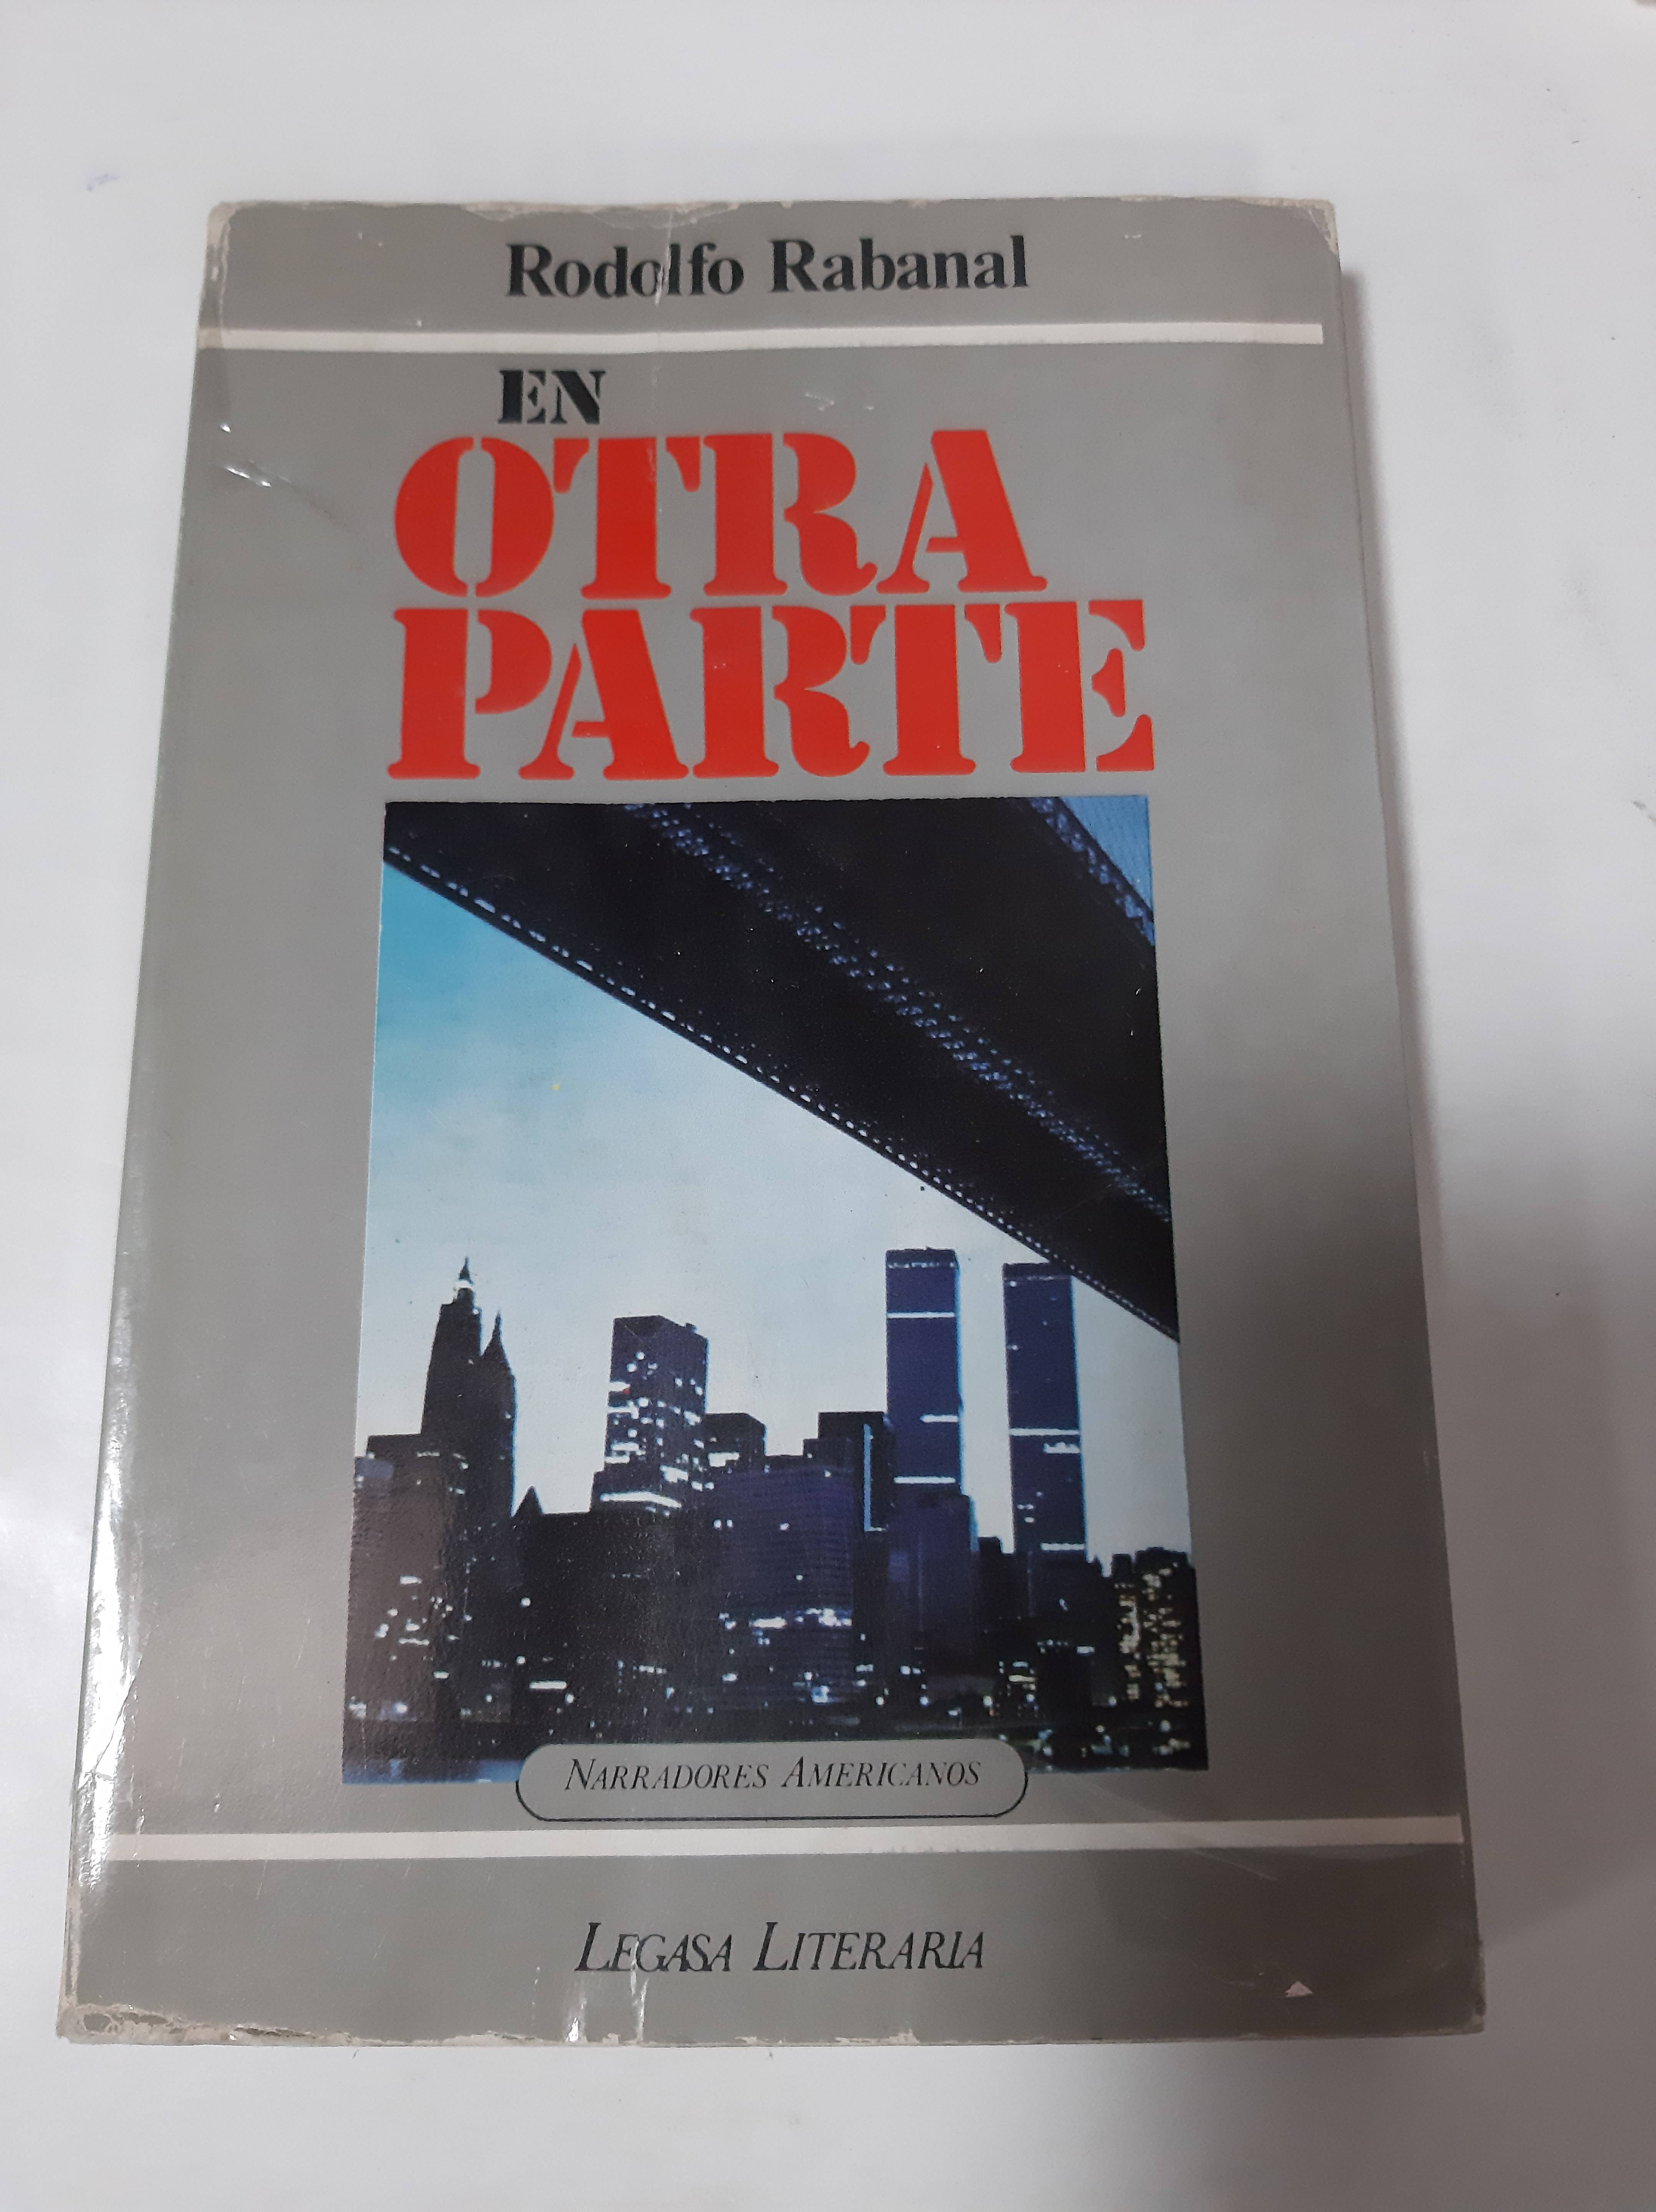 Rodolfo Rabanal
EN
OTRA
PARTE
NARRADORES AMERICANOS
LEGASA LITERARIA